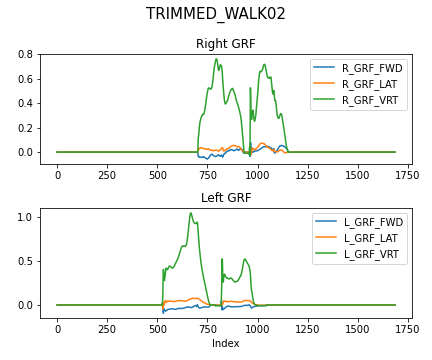 TRIMMED_WALK02
Right GRF
0.8
0.6
0.4
0.2
0.0
R_GRF_FWD
R_GRF_LAT
R_GRF_VRT
0 250 500 750 1000 1250 1500 1750
Left GRF
1.0
0.5
0.0
L_GRF_FWD
L_GRF_LAT
L_GRF_VRT
0 250 500 750 1000 1250 1500 1750
Index